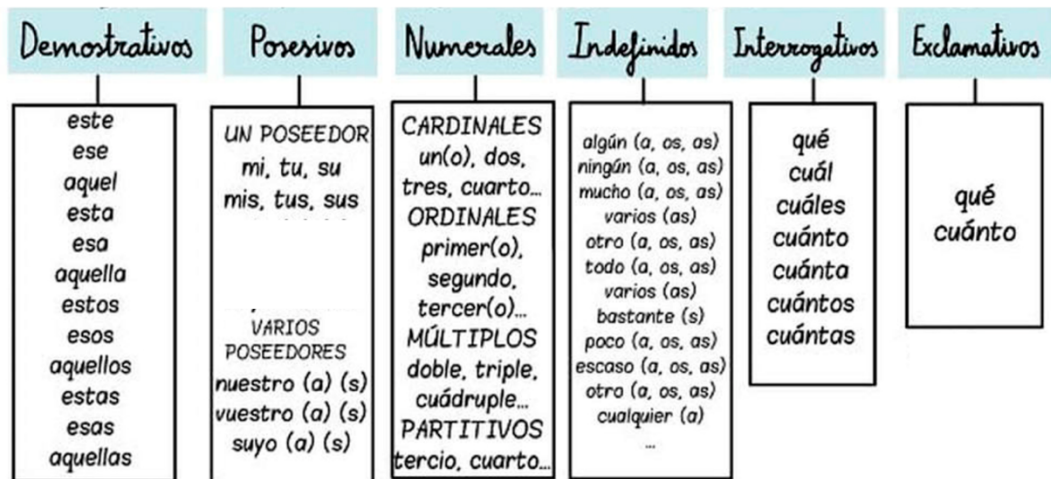 Demostrativos
este
ese
aquel
esta
esa
aquella
estos
esos
aquellos
estas
esas
aquellas
Posesivos
UN POSEEDOR
mi, tu, su
mis, tus, sus
VARIOS
POSEEDORES
nuestro (a) (s)
vuestro (a) (s)
suyo (a) (s)
Numerales
CARDINALES
un(o), dos,
tres, cuarto...
ORDINALES
primer(o),
segundo,
tercer(o)...
MÚLTIPLOS
doble, triple,
cuádruple...
PARTITIVOS
tercio, cuarto...
Indefinidos
algún (a, os, as)
ningún (a, os, as)
mucho (a, os, as)
varios (as)
otro (a, os, as)
todo (a, os, as)
varios (as)
bastante (s)
poco (a, os, as)
escaso (a, os, as)
otro (a, os, as)
cualquier (a)
...
Interrogativos
qué
cuál
cuáles
cuánto
cuánta
cuántos
cuántas
Exclamativos
qué
cuánto